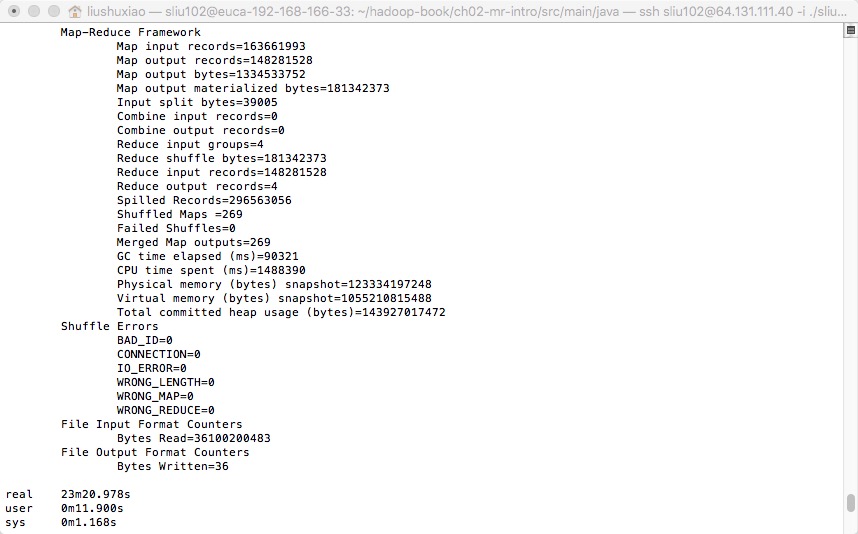 liushuxiao — sliu102@euca-192-168-166-33: ~/hadoop-book/ch02-mr-intro/src/main/java — ssh sliu102@64.131.111.40 -i ./sliu...
Map-Reduce Framework
Map input records=163661993
Map output records=148281528
Map output bytes=1334533752
Map output materialized bytes=181342373
Input split bytes=39005
Combine input records=0
Combine output records=0
Reduce input groups=4
Reduce shuffle bytes=181342373
Reduce input records=148281528
Reduce output records=4
Spilled Records=296563056
Shuffled Maps =269
Failed Shuffles=0
Merged Map outputs=269
GC time elapsed (ms)=90321
CPU time spent (ms)=1488390
Physical memory (bytes) snapshot=123334197248
Virtual memory (bytes) snapshot=1055210815488
Total committed heap usage (bytes)=143927017472
Shuffle Errors
BAD_ID=0
CONNECTION=0
IO_ERROR=0
WRONG_LENGTH=0
WRONG_MAP=0
WRONG_REDUCE=0
File Input Format Counters
Bytes Read=36100200483
File Output Format Counters
Bytes Written=36
real 23m20.978s
user 0m11.900s
sys 0m1.168s